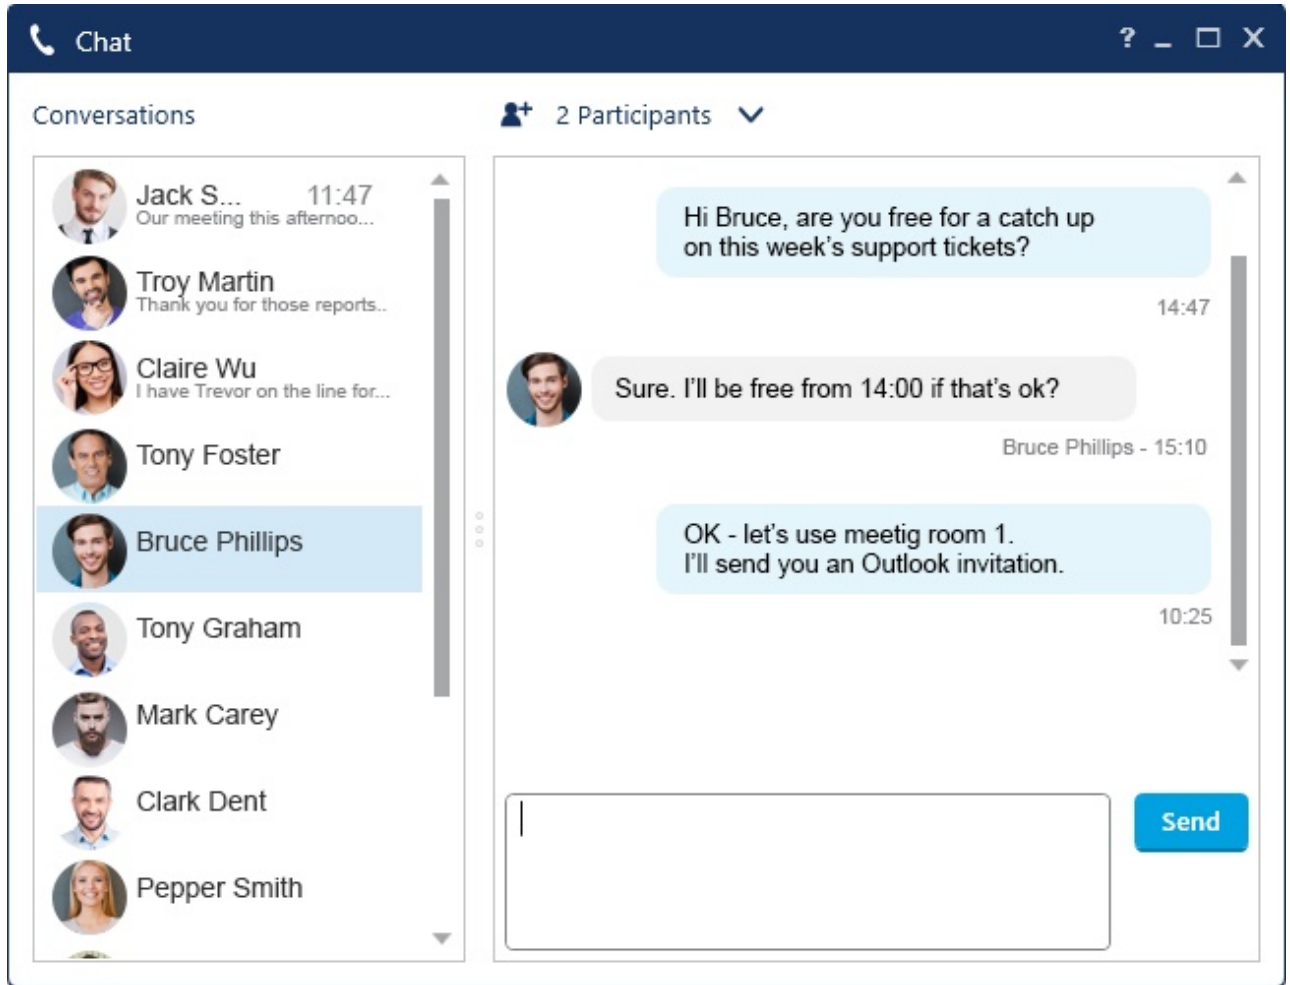 Chat
?
Conversations
2 Participants
Jack S... 11:47
Our meeting this afternoo...
Troy Martin
Thank you for those reports..
Claire Wu
I have Trevor on the line for...
Tony Foster
Bruce Phillips
Tony Graham
Mark Carey
Clark Dent
Pepper Smith
Hi Bruce, are you free for a catch up
on this week's support tickets?
14:47
Sure. I'll be free from 14:00 if that's ok?
Bruce Phillips - 15:10
OK - let's use meetig room 1.
I'll send you an Outlook invitation.
10:25
Send